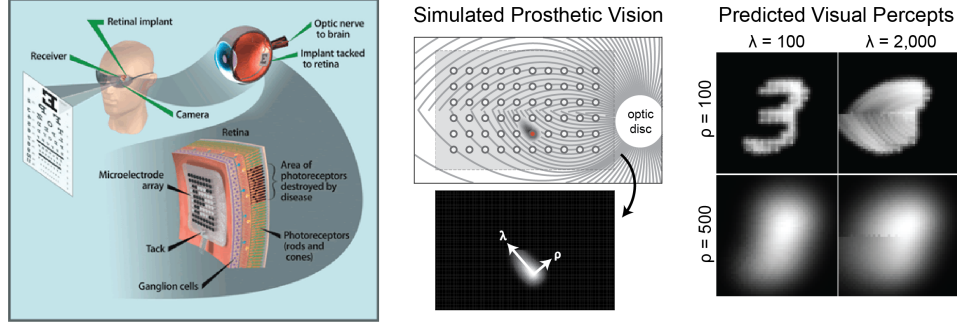 Retinal implant
Receiver
Camera
Optic nerve
to brain
Implant tacked
to retina
Retina
Microelectrode
array
Tack
Ganglion cells
Area of
photoreceptors
destroyed by
disease
Photoreceptors
(rods and
cones)
Simulated Prosthetic Vision
optic
disc
λ
ρ
Predicted Visual Percepts
λ = 100
λ = 2,000
ρ = 100
ρ = 500